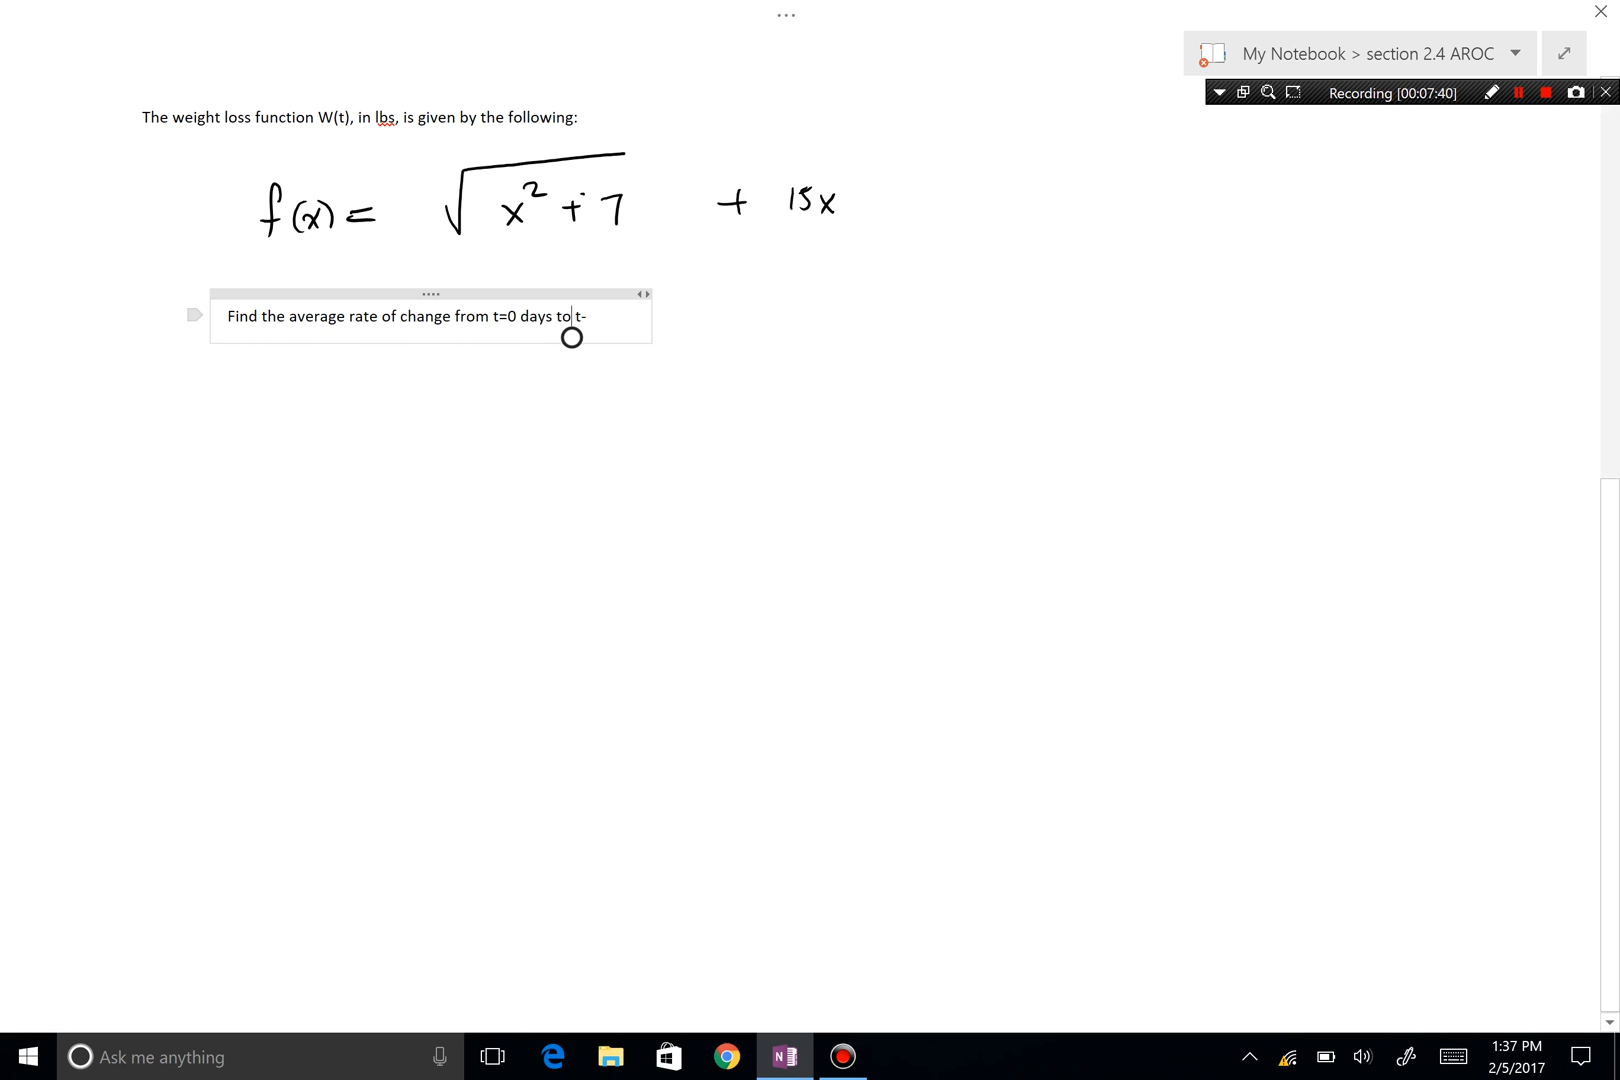 ...
My Notebook > section 2.4 AROC
Recording [00:07:40]
The weight loss function W(t), in lbs, is given by the following:
f(x) = √(x² + 7) + 15x
Find the average rate of change from t=0 days to t-
Ask me anything
N
1:37 PM
2/5/2017